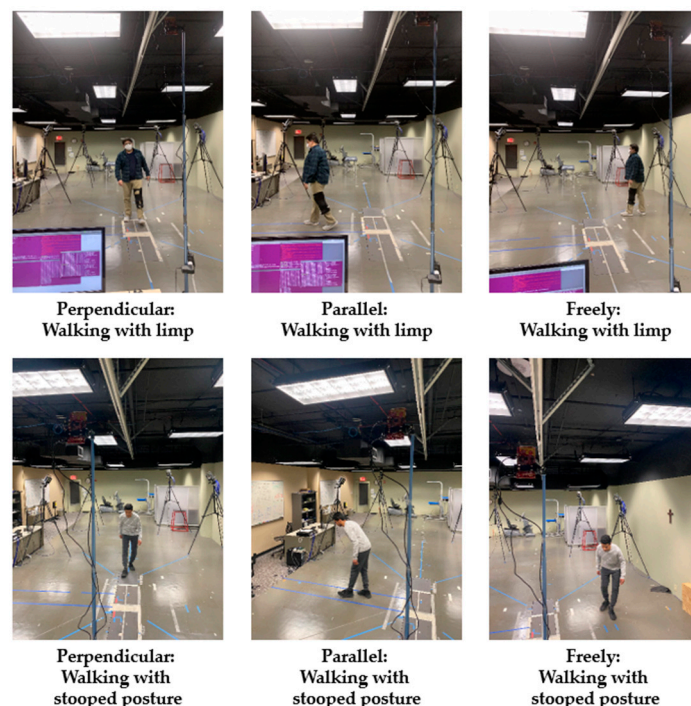 Perpendicular:
Walking with limp
Parallel:
Walking with limp
Freely:
Walking with limp
Perpendicular:
Walking with
stooped posture
Parallel:
Walking with
stooped posture
Freely:
Walking with
stooped posture